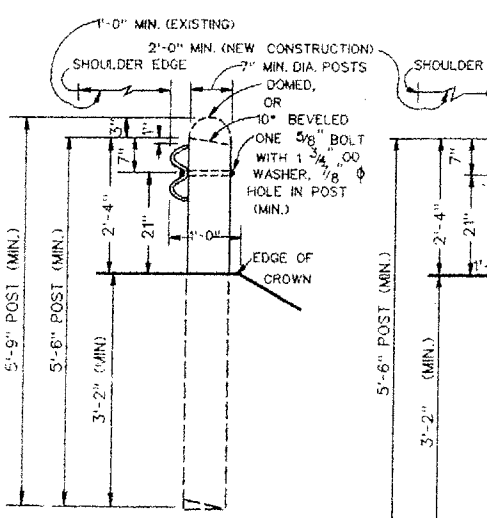 1'-0" MIN. (EXISTING)
2'-0" MIN. (NEW CONSTRUCTION)
SHOULDER EDGE
7" MIN. DIA. POSTS
SHOULDER
DOMED,
OR
10° BEVELED
ONE 5/8" BOLT
WITH 1 3/4" OD
WASHER, 7/8" ϕ
HOLE IN POST
(MIN.)
3"
1"
7"
7"
2'-4"
21"
1'-0"
2'-4"
21"
EDGE OF
CROWN
1'-
5'-9" POST (MIN.)
5'-6" POST (MIN.)
3'-2" (MIN)
5'-6" POST (MIN.)
3'-2" (MIN.)